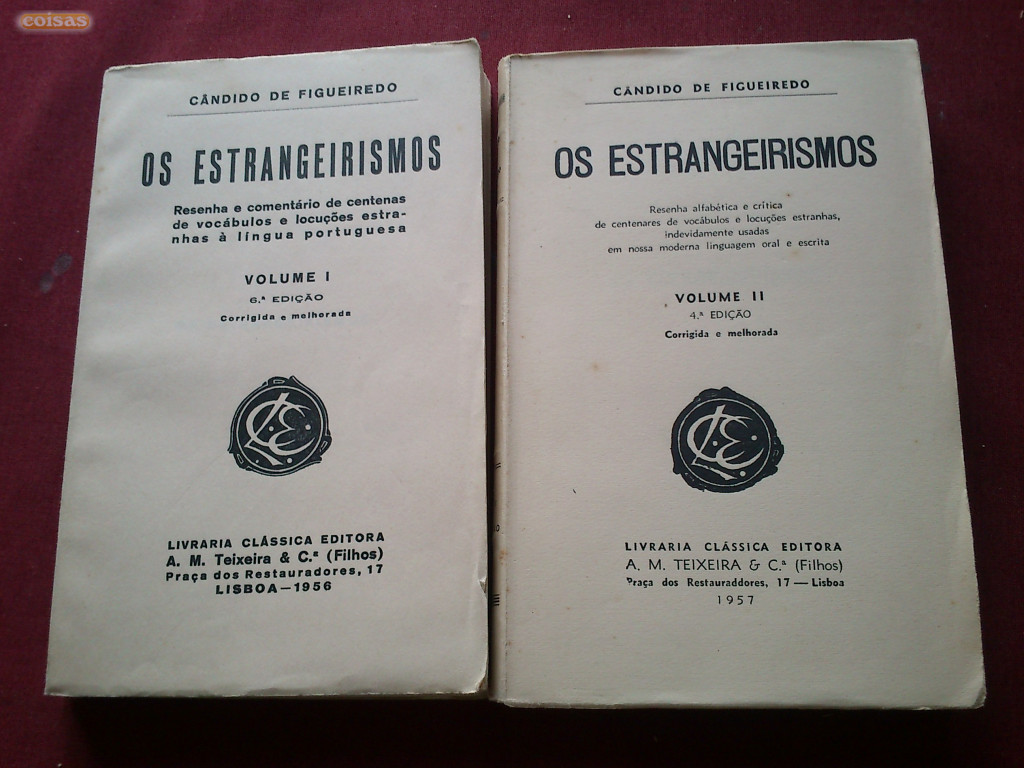 coisas
CÂNDIDO DE FIGUEIREDO
OS ESTRANGEIRISMOS
Resenha e comentário de centenas
de vocábulos e locuções estra-
nhas à língua portuguesa
VOLUME I
6.ª EDIÇÃO
Corrigida e melhorada
LIVRARIA CLÁSSICA EDITORA
A. M. Teixeira & C.ª (Filhos)
Praça dos Restauradores, 17
LISBOA—1956
CÂNDIDO DE FIGUEIREDO
OS ESTRANGEIRISMOS
Resenha alfabética e crítica
de centenares de vocábulos e locuções estranhas,
indevidamente usadas
em nossa moderna linguagem oral e escrita
VOLUME II
4.ª EDIÇÃO
Corrigida e melhorada
LIVRARIA CLÁSSICA EDITORA
A. M. TEIXEIRA & C.ª (Filhos)
Praça dos Restauraddores, 17 — Lisboa
1957